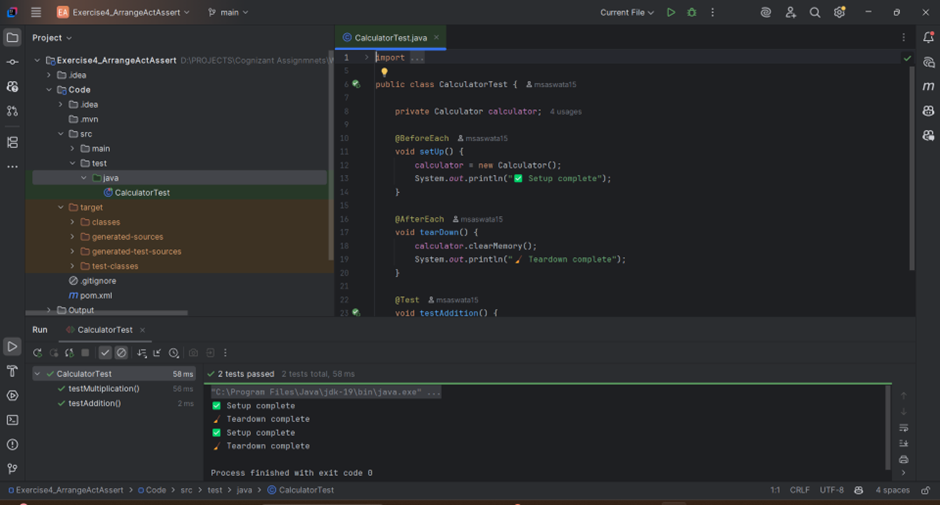 EA Exercise4_ArrangeActAssert main Current File
Project
CalculatorTest.java
Exercise4_ArrangeActAssert D:\PROJECTS\Cognizant Assignmnets\W
.idea
Code
.idea
.mvn
src
main
test
java
CalculatorTest
target
classes
generated-sources
generated-test-sources
test-classes
.gitignore
pom.xml
Output
1 import ...
5
6 public class CalculatorTest { msaswata15
7
8 private Calculator calculator; 4 usages
9
10 @BeforeEach msaswata15
11 void setUp() {
12 calculator = new Calculator();
13 System.out.println("✅ Setup complete");
14 }
15
16 @AfterEach msaswata15
17 void tearDown() {
18 calculator.clearMemory();
19 System.out.println("🧹 Teardown complete");
20 }
21
22 @Test msaswata15
23 void testAddition() {
Run CalculatorTest
CalculatorTest 58 ms
testMultiplication() 56 ms
testAddition() 2 ms
2 tests passed 2 tests total, 58 ms
"C:\Program Files\Java\jdk-19\bin\java.exe" ...
✅ Setup complete
🧹 Teardown complete
✅ Setup complete
🧹 Teardown complete
Process finished with exit code 0
Exercise4_ArrangeActAssert > Code > src > test > java > CalculatorTest 1:1 CRLF UTF-8 4 spaces